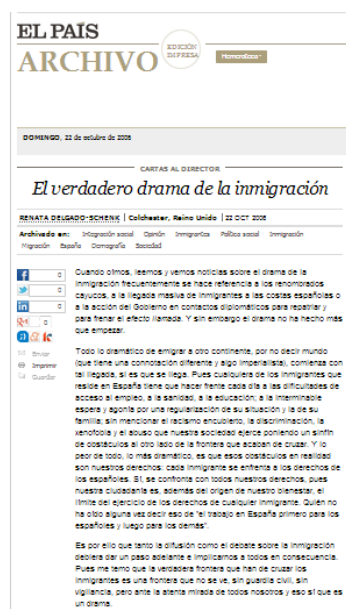 EL PAÍS
ARCHIVO
EDICIÓN
IMPRESA
Hemeroteca
DOMINGO, 22 de octubre de 2006
CARTAS AL DIRECTOR
El verdadero drama de la inmigración
RENATA DELGADO-SCHENK | Colchester, Reino Unido | 22 OCT 2006
Archivado en: Integración social Opinión Inmigrantes Política social Inmigración
Migración España Demografía Sociedad
0
0
0
0
Enviar
Imprimir
Guardar
Cuando oímos, leemos y vemos noticias sobre el drama de la
inmigración frecuentemente se hace referencia a los renombrados
cayucos, a la llegada masiva de inmigrantes a las costas españolas o
a la acción del Gobierno en contactos diplomáticos para repatriar y
para frenar el efecto llamada. Y sin embargo el drama no ha hecho más
que empezar.
Todo lo dramático de emigrar a otro continente, por no decir mundo
(que tiene una connotación diferente y algo imperialista), comienza con
tal llegada, si es que se llega. Pues cualquiera de los inmigrantes que
reside en España tiene que hacer frente cada día a las dificultades de
acceso al empleo, a la sanidad, a la educación; a la interminable
espera y agonía por una regularización de su situación y la de su
familia; sin mencionar el racismo encubierto, la discriminación, la
xenofobia y el abuso que nuestra sociedad ejerce poniendo un sinfín
de obstáculos al otro lado de la frontera que acaban de cruzar. Y lo
peor de todo, lo más dramático, es que esos obstáculos en realidad
son nuestros derechos: cada inmigrante se enfrenta a los derechos de
los españoles. Sí, se confronta con todos nuestros derechos, pues
nuestra ciudadanía es, además del origen de nuestro bienestar, el
límite del ejercicio de los derechos de cualquier inmigrante. Quién no
ha oído alguna vez decir eso de "el trabajo en España primero para los
españoles y luego para los demás".
Es por ello que tanto la difusión como el debate sobre la inmigración
debiera dar un paso adelante e implicarnos a todos en consecuencia.
Pues me temo que la verdadera frontera que han de cruzar los
inmigrantes es una frontera que no se ve, sin guardia civil, sin
vigilancia, pero ante la atenta mirada de todos nosotros y eso sí que es
un drama.